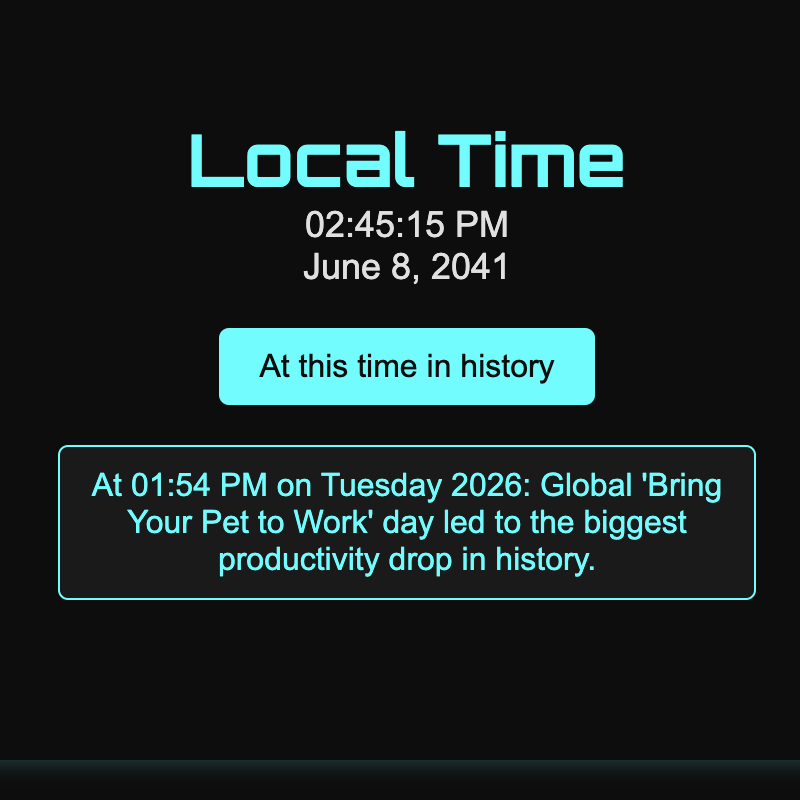 Local Time
02:45:15 PM
June 8, 2041
At this time in history
At 01:54 PM on Tuesday 2026: Global 'Bring
Your Pet to Work' day led to the biggest
productivity drop in history.